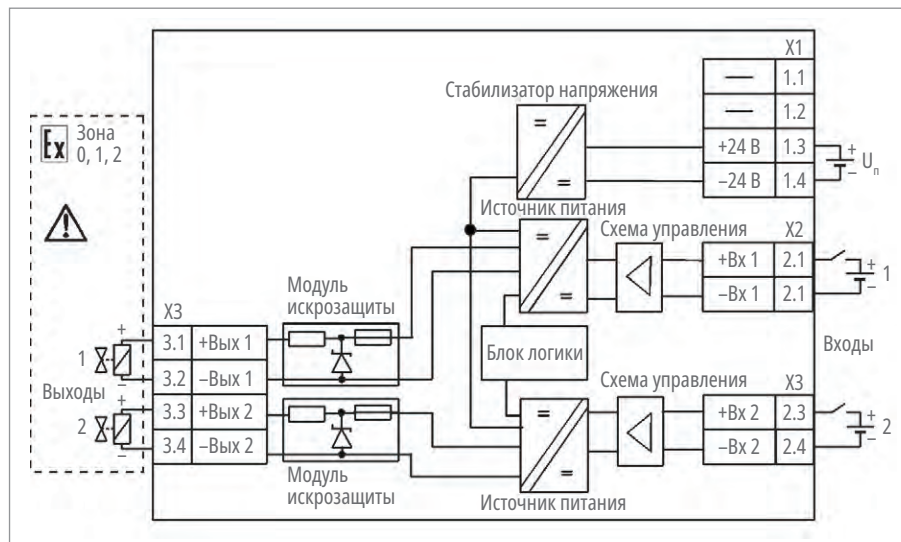 X1
1.1
1.2
Стабилизатор напряжения
= =
+24 В 1.3
–24 В 1.4
+
–
Uп
Ex Зона
0, 1, 2
Источник питания
= =
Схема управления
X2
+Вх 1 2.1
–Вх 1 2.1
+
– 1
Модуль
искрозащиты
X3
3.1 +Вых 1
3.2 –Вых 1
3.3 +Вых 2
3.4 –Вых 2
+
1
–
Выходы
+
2
–
Блок логики
Входы
Схема управления
X3
+Вх 2 2.3
–Вх 2 2.4
+
– 2
= =
Модуль
искрозащиты
Источник питания